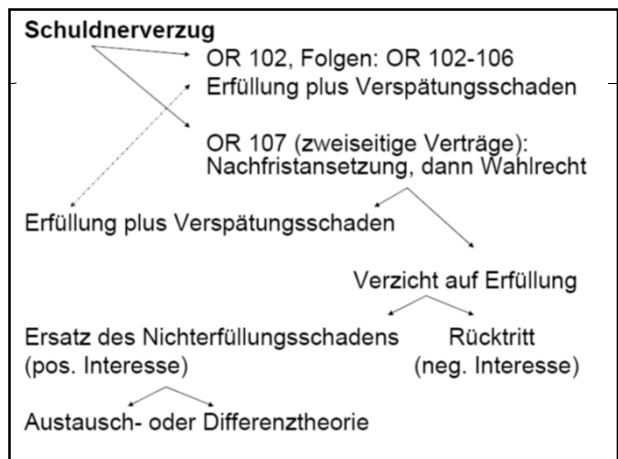 Schuldnerverzug
OR 102, Folgen: OR 102-106
Erfüllung plus Verspätungsschaden
OR 107 (zweiseitige Verträge):
Nachfristansetzung, dann Wahlrecht
Erfüllung plus Verspätungsschaden
Verzicht auf Erfüllung
Ersatz des Nichterfüllungsschadens Rücktritt
(pos. Interesse) (neg. Interesse)
Austausch- oder Differenztheorie